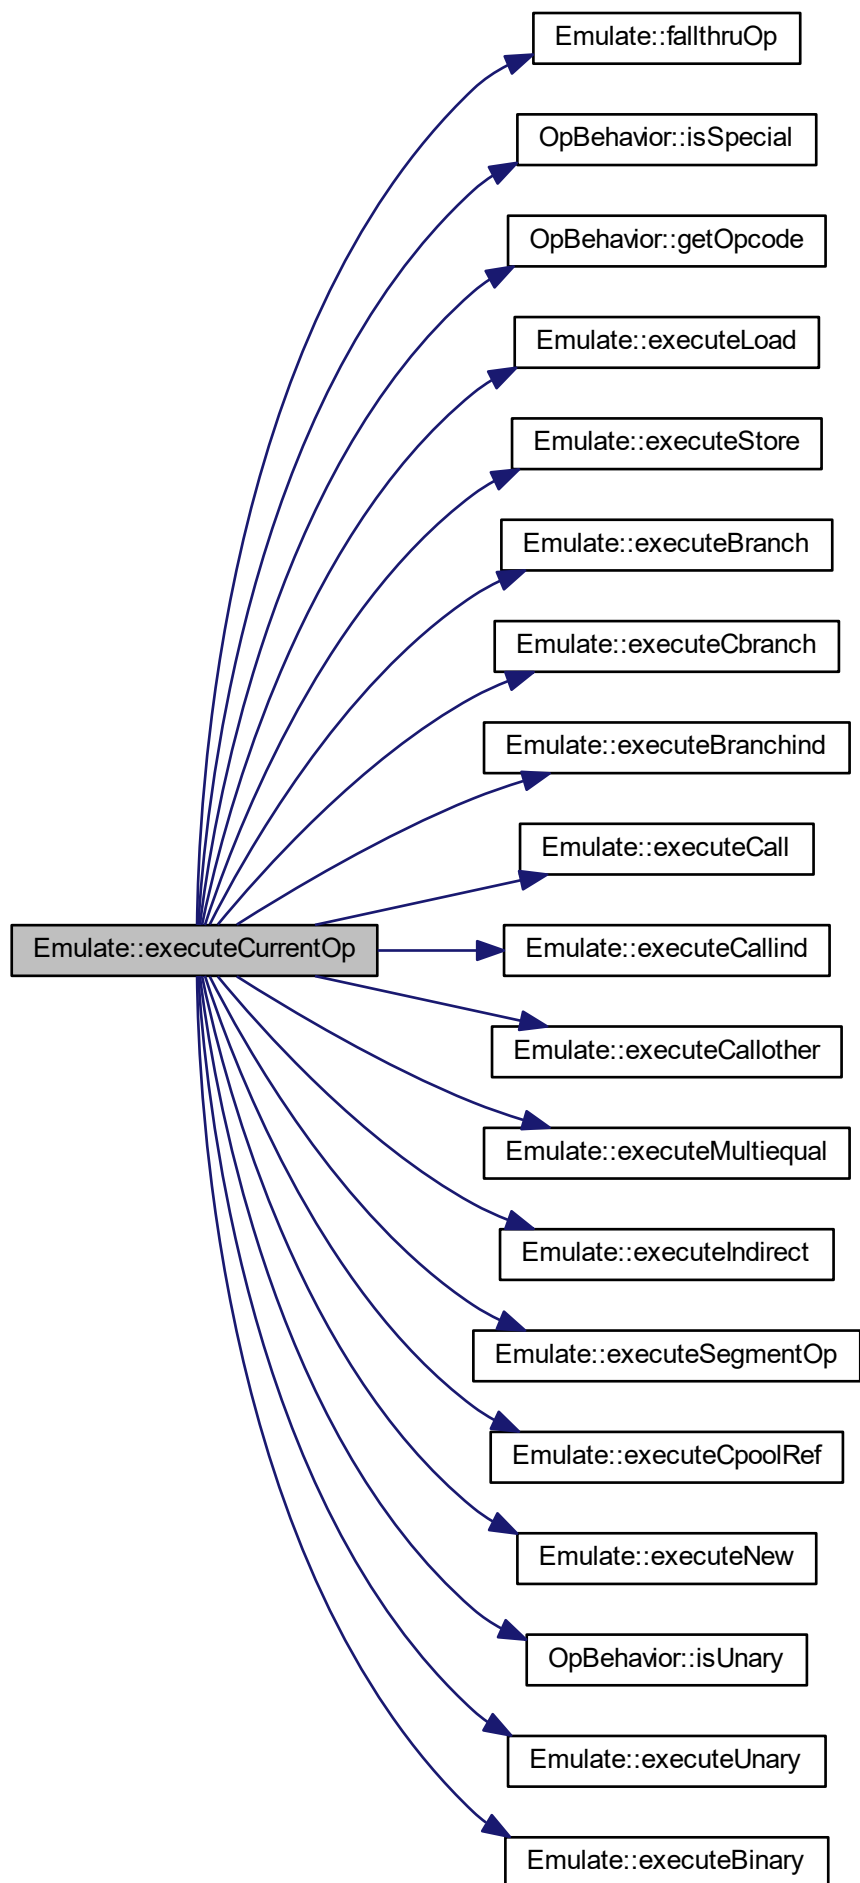 Emulate::fallthruOp
OpBehavior::isSpecial
OpBehavior::getOpcode
Emulate::executeLoad
Emulate::executeStore
Emulate::executeBranch
Emulate::executeCbranch
Emulate::executeBranchind
Emulate::executeCall
Emulate::executeCurrentOp
Emulate::executeCallind
Emulate::executeCallother
Emulate::executeMultiequal
Emulate::executeIndirect
Emulate::executeSegmentOp
Emulate::executeCpoolRef
Emulate::executeNew
OpBehavior::isUnary
Emulate::executeUnary
Emulate::executeBinary